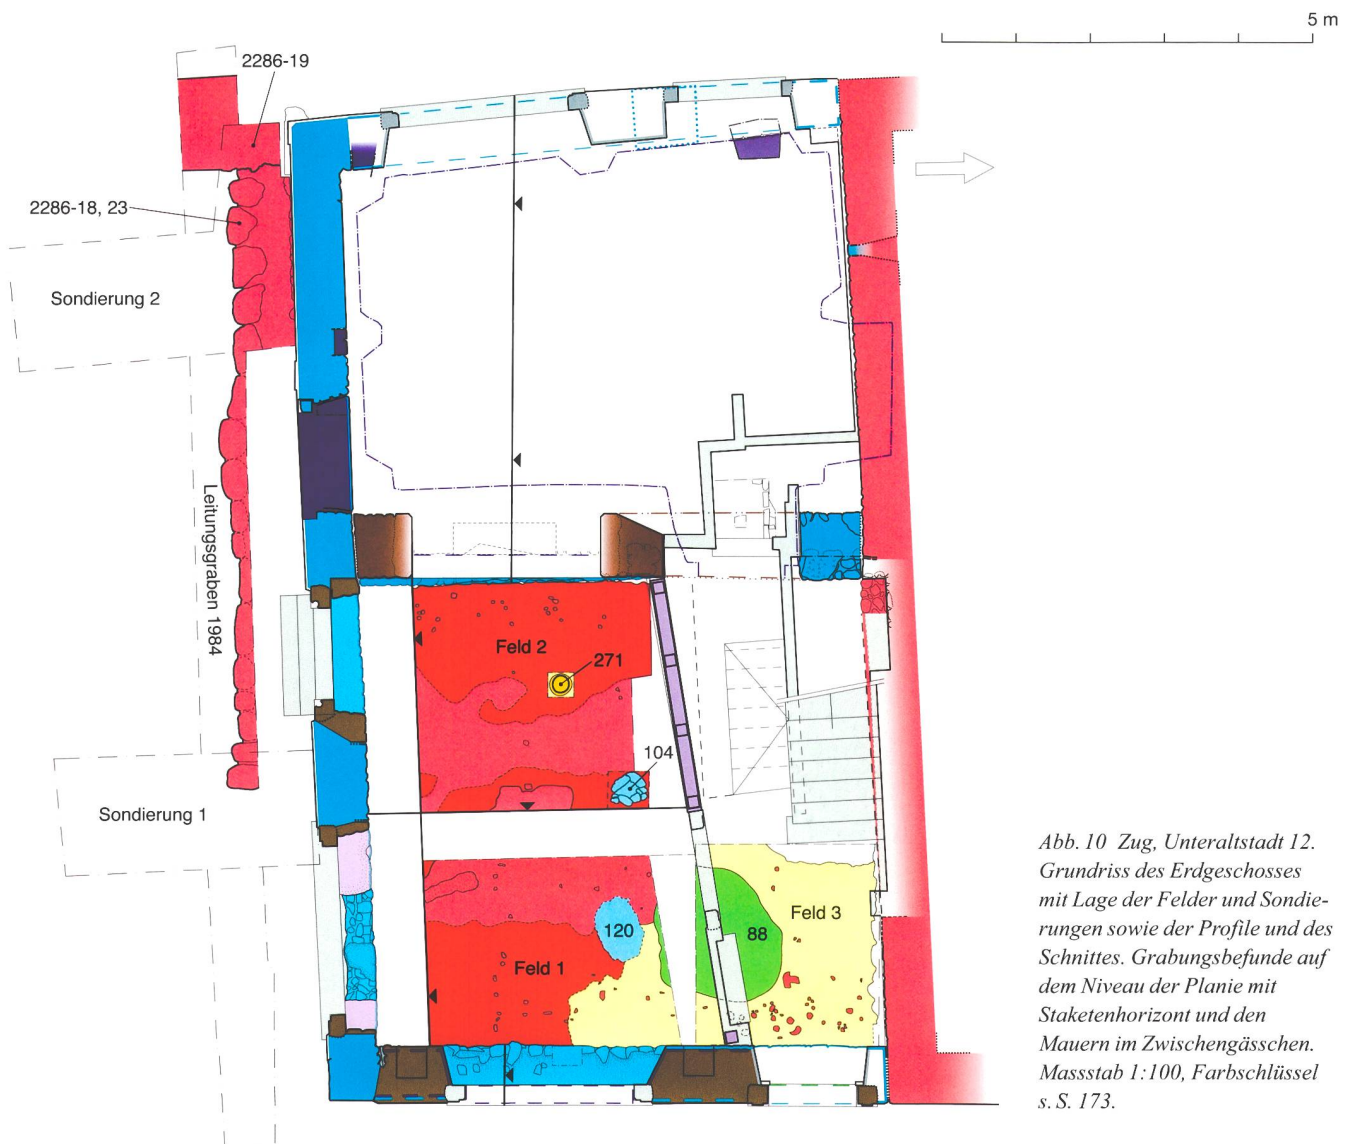 5 m
2286-19
2286-18, 23
Sondierung 2
Leitungsgraben 1984
Feld 2
271
104
Sondierung 1
Feld 3
120
88
Feld 1
Abb. 10 Zug, Unteraltstadt 12.
Grundriss des Erdgeschosses
mit Lage der Felder und Sondie-
rungen sowie der Profile und des
Schnittes. Grabungsbefunde auf
dem Niveau der Planie mit
Staketenhorizont und den
Mauern im Zwischengässchen.
Massstab 1:100, Farbschlüssel
s. S. 173.